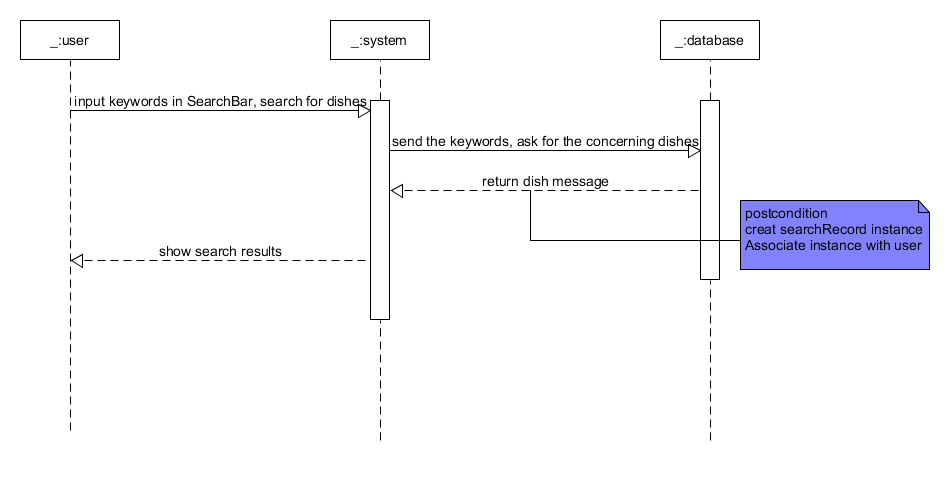 _:user
_:system
_:database
input keywords in SearchBar, search for dishes
send the keywords, ask for the concerning dishes
return dish message
postcondition
creat searchRecord instance
Associate instance with user
show search results